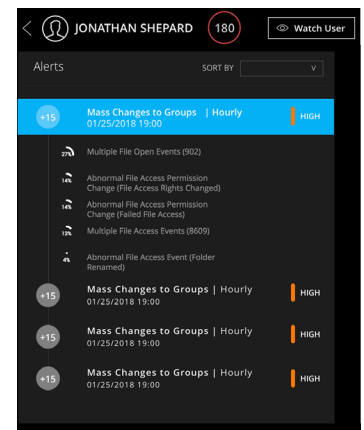 < JONATHAN SHEPARD 180 Watch User
Alerts SORT BY v
+15 Mass Changes to Groups | Hourly HIGH
01/25/2018 19:00
27% Multiple File Open Events (902)
14% Abnormal File Access Permission
Change (File Access Rights Changed)
14% Abnormal File Access Permission
Change (Failed File Access)
Multiple File Access Events (8609)
4% Abnormal File Access Event (Folder
Renamed)
+15 Mass Changes to Groups | Hourly HIGH
01/25/2018 19:00
+15 Mass Changes to Groups | Hourly HIGH
01/25/2018 19:00
+15 Mass Changes to Groups | Hourly HIGH
01/25/2018 19:00